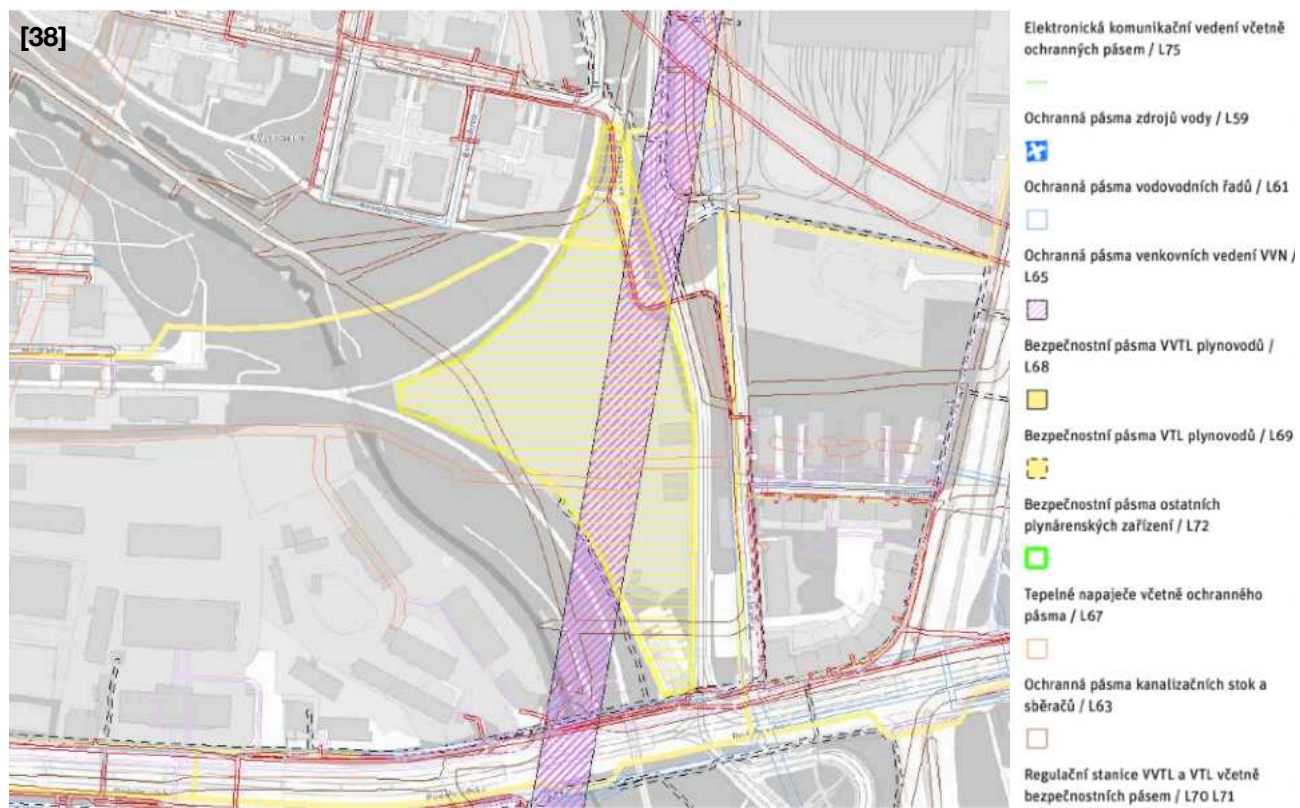 [38]
Elektronická komunikační vedení včetně
ochranných pásem / L75
Ochranná pásma zdrojů vody / L59
Ochranná pásma vodovodních řadů / L61
Ochranná pásma venkovních vedení VVN /
L65
Bezpečnostní pásma VVTL plynovodů /
L68
Bezpečnostní pásma VTL plynovodů / L69
Bezpečnostní pásma ostatních
plynárenských zařízení / L72
Tepelné napaječe včetně ochranného
pásma / L67
Ochranná pásma kanalizačních stok a
sběračů / L63
Regulační stanice VVTL a VTL včetně
bezpečnostních pásem / L70 L71